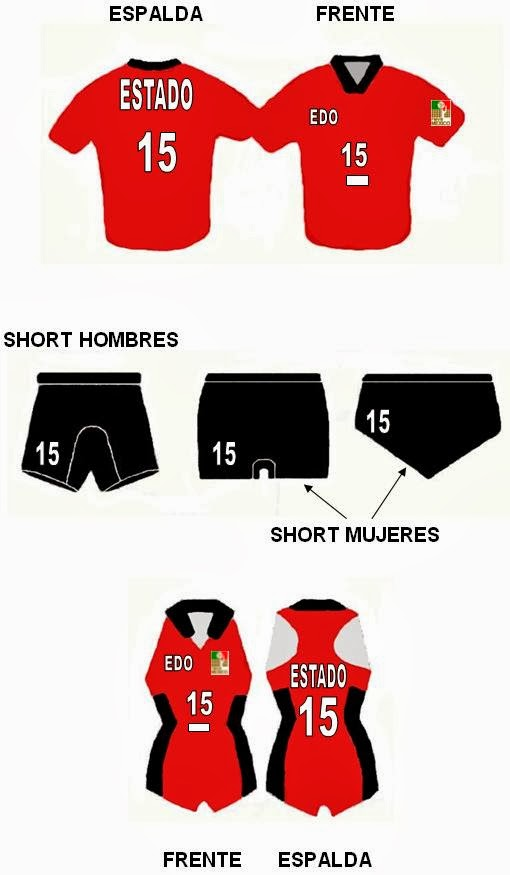 ESPALDA FRENTE
ESTADO
15
EDO
15
SHORT HOMBRES
15 15 15
SHORT MUJERES
EDO
15
ESTADO
15
FRENTE ESPALDA